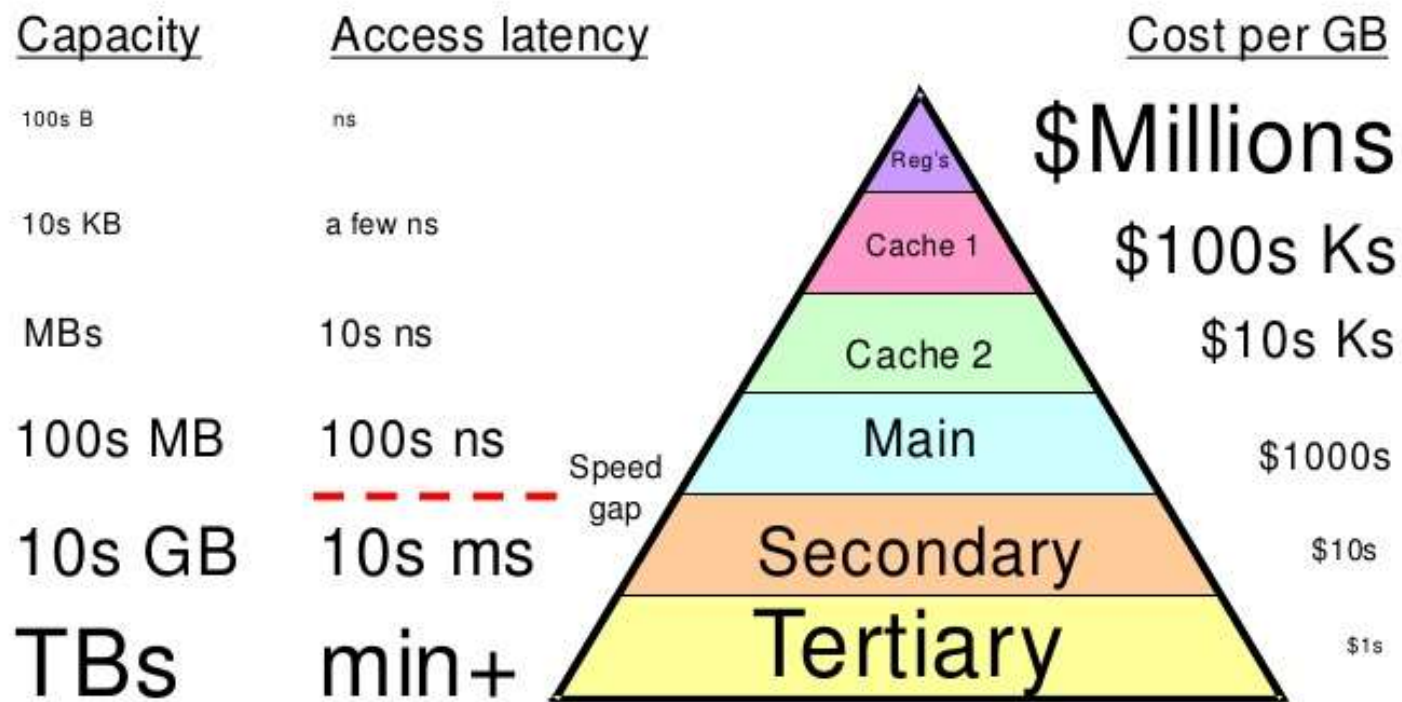 Capacity Access latency Cost per GB
100s B ns Reg's $Millions
10s KB a few ns Cache 1 $100s Ks
MBs 10s ns Cache 2 $10s Ks
100s MB 100s ns Main $1000s
Speed
gap
10s GB 10s ms Secondary $10s
TBs min+ Tertiary $1s